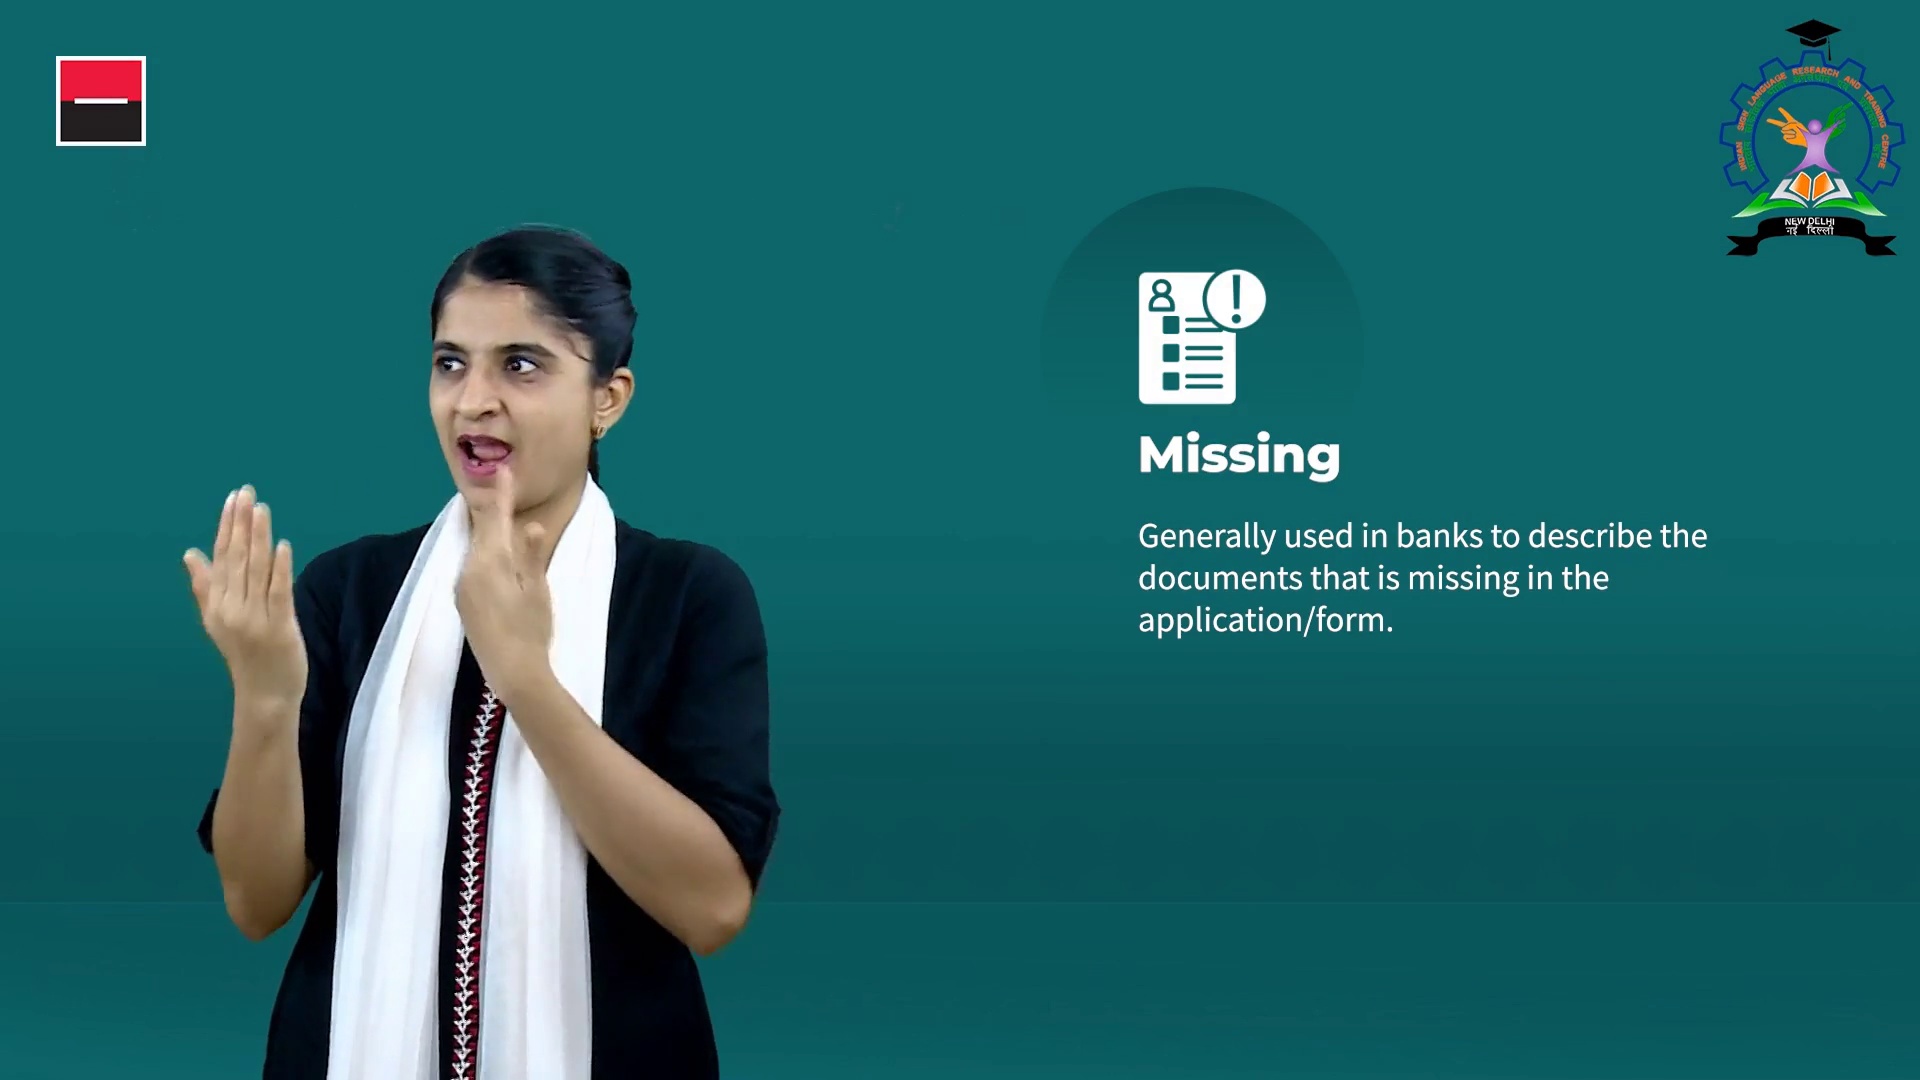 INDIAN SIGN LANGUAGE RESEARCH AND TRAINING CENTRE
NEW DELHI
नई दिल्ली
Missing
Generally used in banks to describe the
documents that is missing in the
application/form.